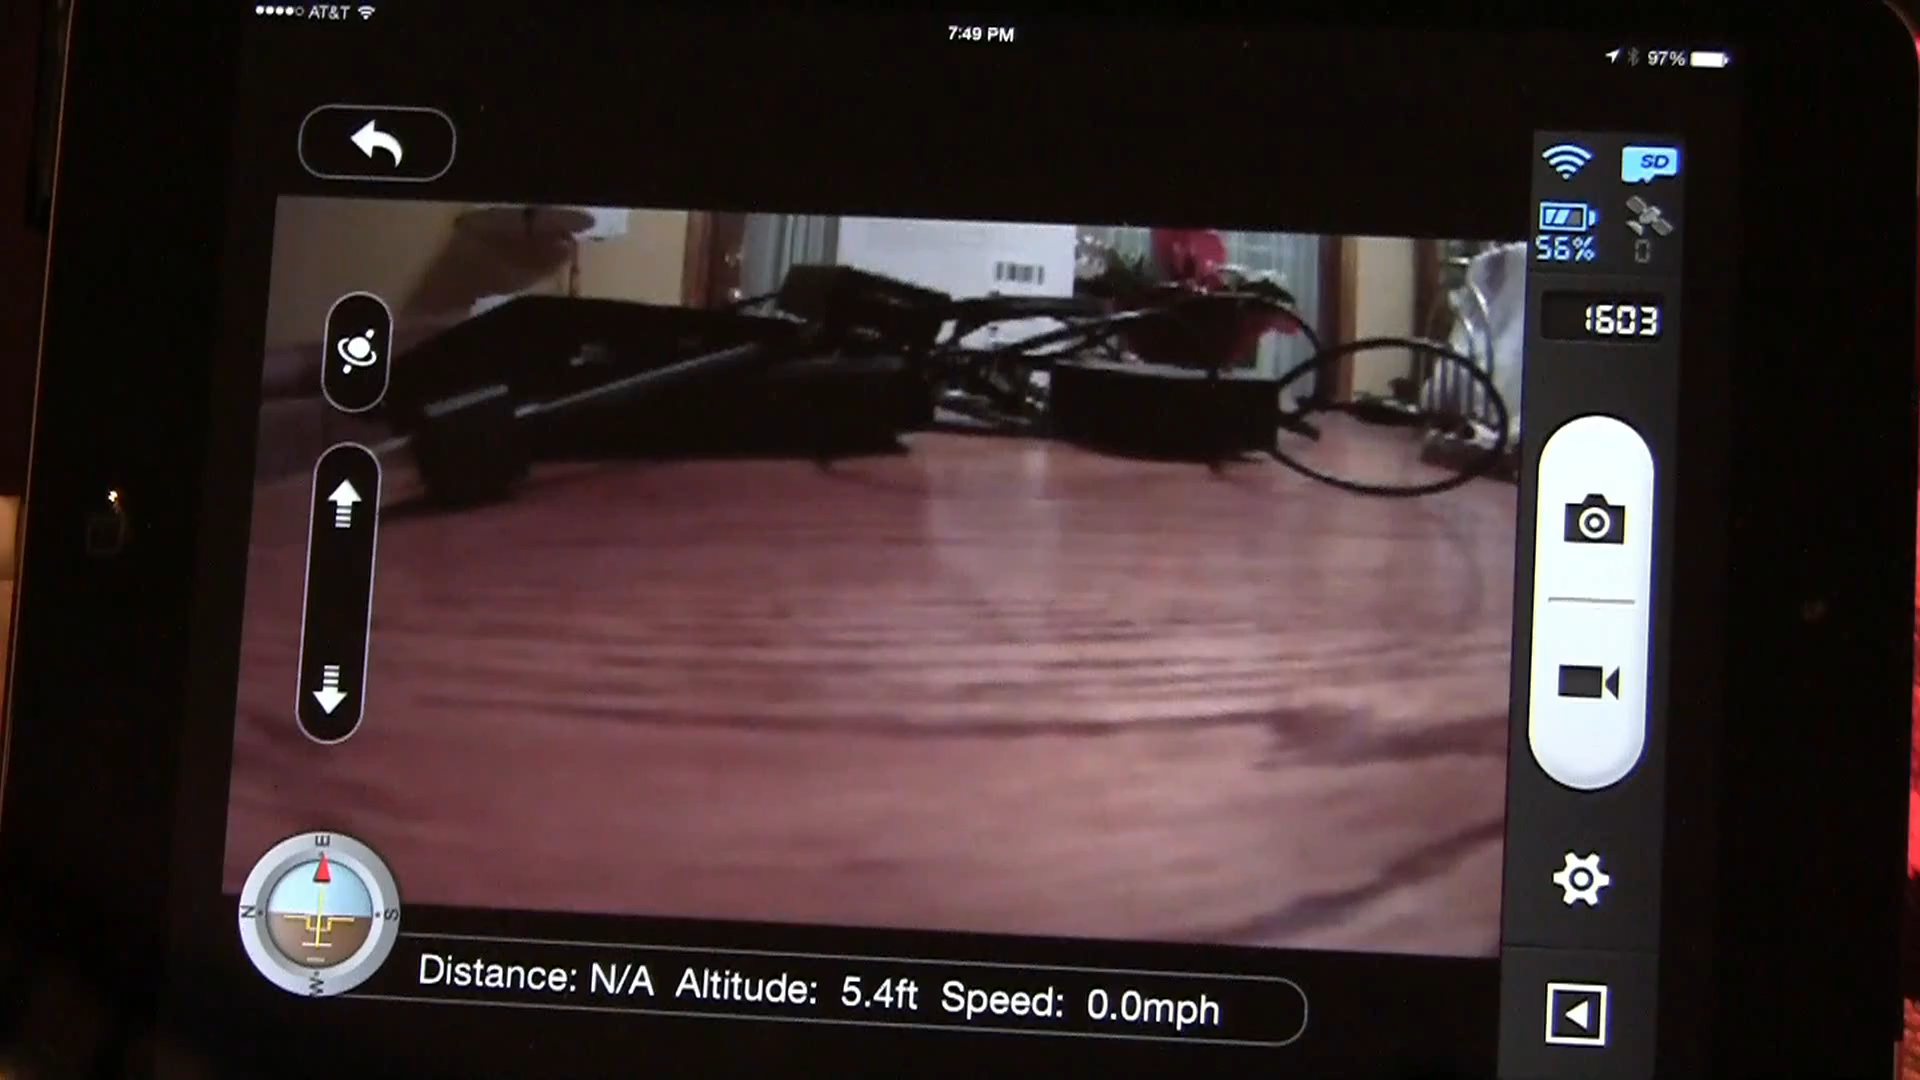 AT&T
7:49 PM
97%
SD
56%
0
1603
E
N
S
W
Distance: N/A Altitude: 5.4ft Speed: 0.0mph